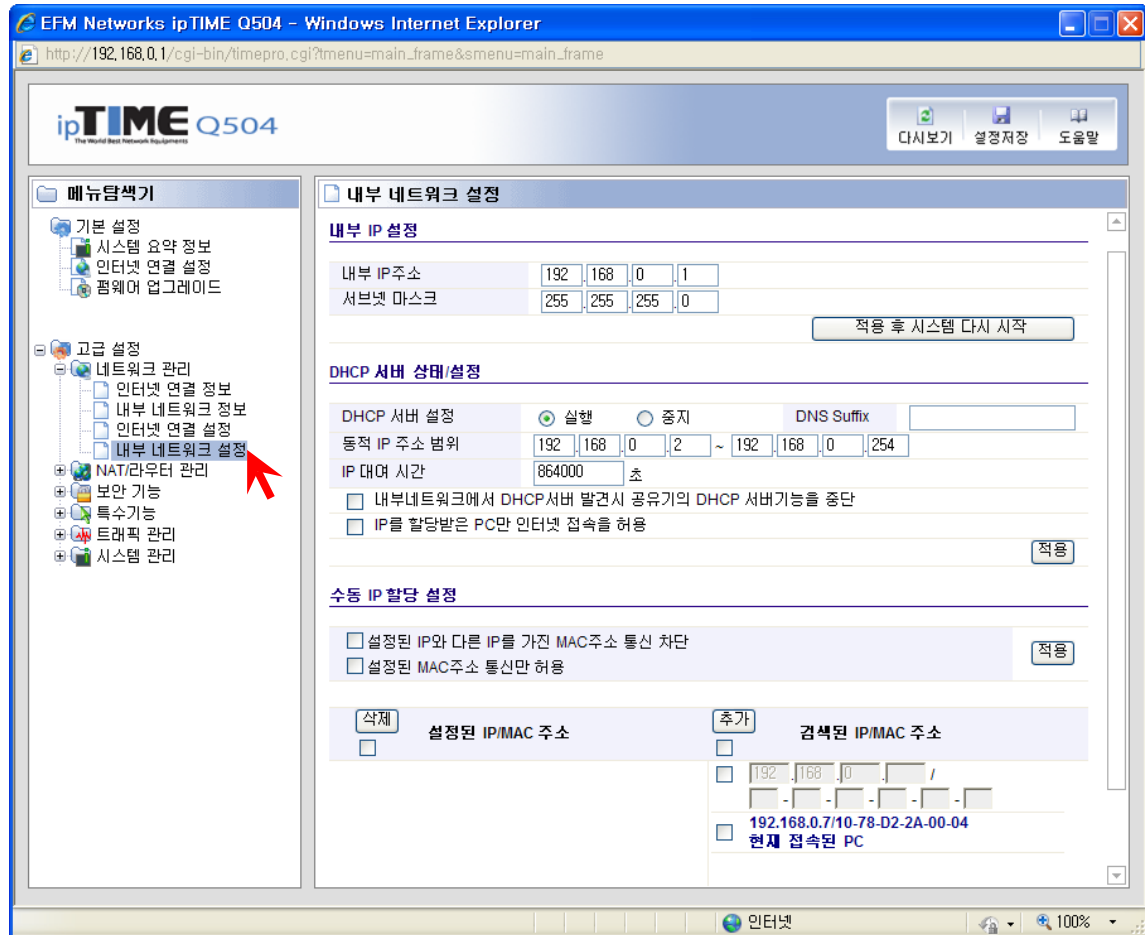 EFM Networks ipTIME Q504 - Windows Internet Explorer
http://192,168,0,1/cgi-bin/timepro,cgi?tmenu=main_frame&smenu=main_frame
ipTIME Q504
The World Best Network Equipments
다시보기 설정저장 도움말
메뉴탐색기
기본 설정
시스템 요약 정보
인터넷 연결 설정
펌웨어 업그레이드
고급 설정
네트워크 관리
인터넷 연결 정보
내부 네트워크 정보
인터넷 연결 설정
내부 네트워크 설정
NAT/라우터 관리
보안 기능
특수기능
트래픽 관리
시스템 관리
내부 네트워크 설정
내부 IP 설정
내부 IP주소 192 .168 .0 .1
서브넷 마스크 255 .255 .255 .0
적용 후 시스템 다시 시작
DHCP 서버 상태/설정
DHCP 서버 설정 실행 중지 DNS Suffix
동적 IP 주소 범위 192 .168 .0 .2 ~ 192 .168 .0 .254
IP 대여 시간 864000 초
내부네트워크에서 DHCP서버 발견시 공유기의 DHCP 서버기능을 중단
IP를 할당받은 PC만 인터넷 접속을 허용
적용
수동 IP 할당 설정
설정된 IP와 다른 IP를 가진 MAC주소 통신 차단
설정된 MAC주소 통신만 허용
적용
삭제 설정된 IP/MAC 주소
추가 검색된 IP/MAC 주소
192 .168 .0 . /
- - - - -
192.168.0.7/10-78-D2-2A-00-04
현재 접속된 PC
인터넷 100%